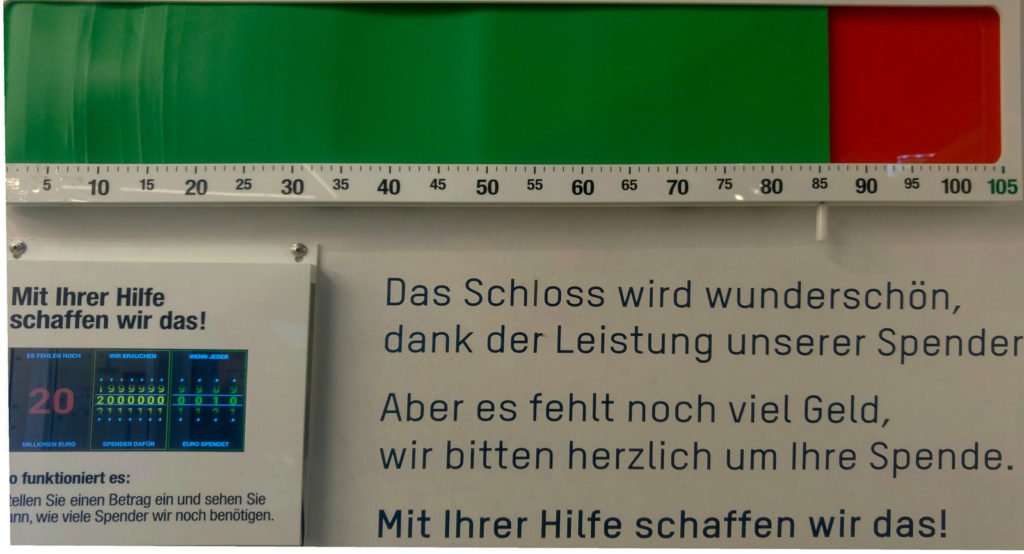 5 10 15 20 25 30 35 40 45 50 55 60 65 70 75 80 85 90 95 100 105
Mit Ihrer Hilfe
schaffen wir das!
ES FEHLEN NOCH WIR BRAUCHEN WENN JEDER
20 2000000 0010
MILLIONEN EURO SPENDER DAFÜR EURO SPENDET
o funktioniert es:
tellen Sie einen Betrag ein und sehen Sie
ann, wie viele Spender wir noch benötigen.
Das Schloss wird wunderschön,
dank der Leistung unserer Spender
Aber es fehlt noch viel Geld,
wir bitten herzlich um Ihre Spende.
Mit Ihrer Hilfe schaffen wir das!